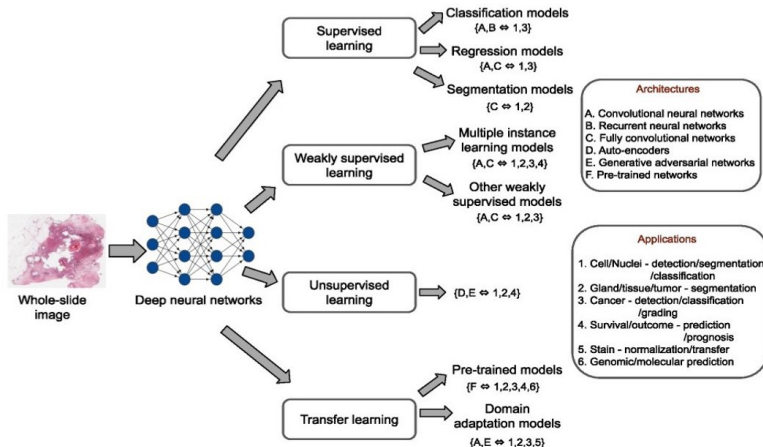 Whole-slide
image
Deep neural networks
Supervised
learning
Classification models
{A,B ⇔ 1,3}
Regression models
{A,C ⇔ 1,3}
Segmentation models
{C ⇔ 1,2}
Weakly supervised
learning
Multiple instance
learning models
{A,C ⇔ 1,2,3,4}
Other weakly
supervised models
{A,C ⇔ 1,2,3}
Unsupervised
learning
{D,E ⇔ 1,2,4}
Transfer learning
Pre-trained models
{F ⇔ 1,2,3,4,6}
Domain
adaptation models
{A,E ⇔ 1,2,3,5}
Architectures
A. Convolutional neural networks
B. Recurrent neural networks
C. Fully convolutional networks
D. Auto-encoders
E. Generative adversarial networks
F. Pre-trained networks
Applications
1. Cell/Nuclei - detection/segmentation
/classification
2. Gland/tissue/tumor - segmentation
3. Cancer - detection/classification
/grading
4. Survival/outcome - prediction
/prognosis
5. Stain - normalization/transfer
6. Genomic/molecular prediction